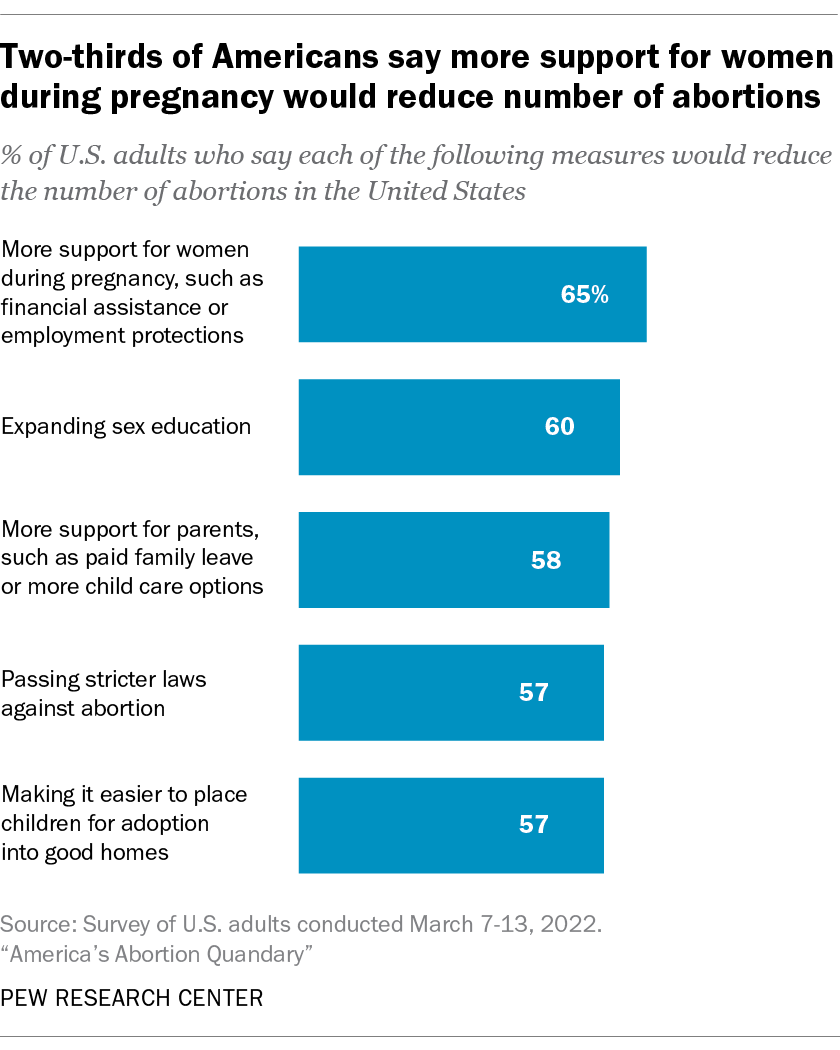 Two-thirds of Americans say more support for women
during pregnancy would reduce number of abortions
% of U.S. adults who say each of the following measures would reduce
the number of abortions in the United States
More support for women
during pregnancy, such as
financial assistance or
employment protections
65%
Expanding sex education
60
More support for parents,
such as paid family leave
or more child care options
58
Passing stricter laws
against abortion
57
Making it easier to place
children for adoption
into good homes
57
Source: Survey of U.S. adults conducted March 7-13, 2022.
“America’s Abortion Quandary”
PEW RESEARCH CENTER